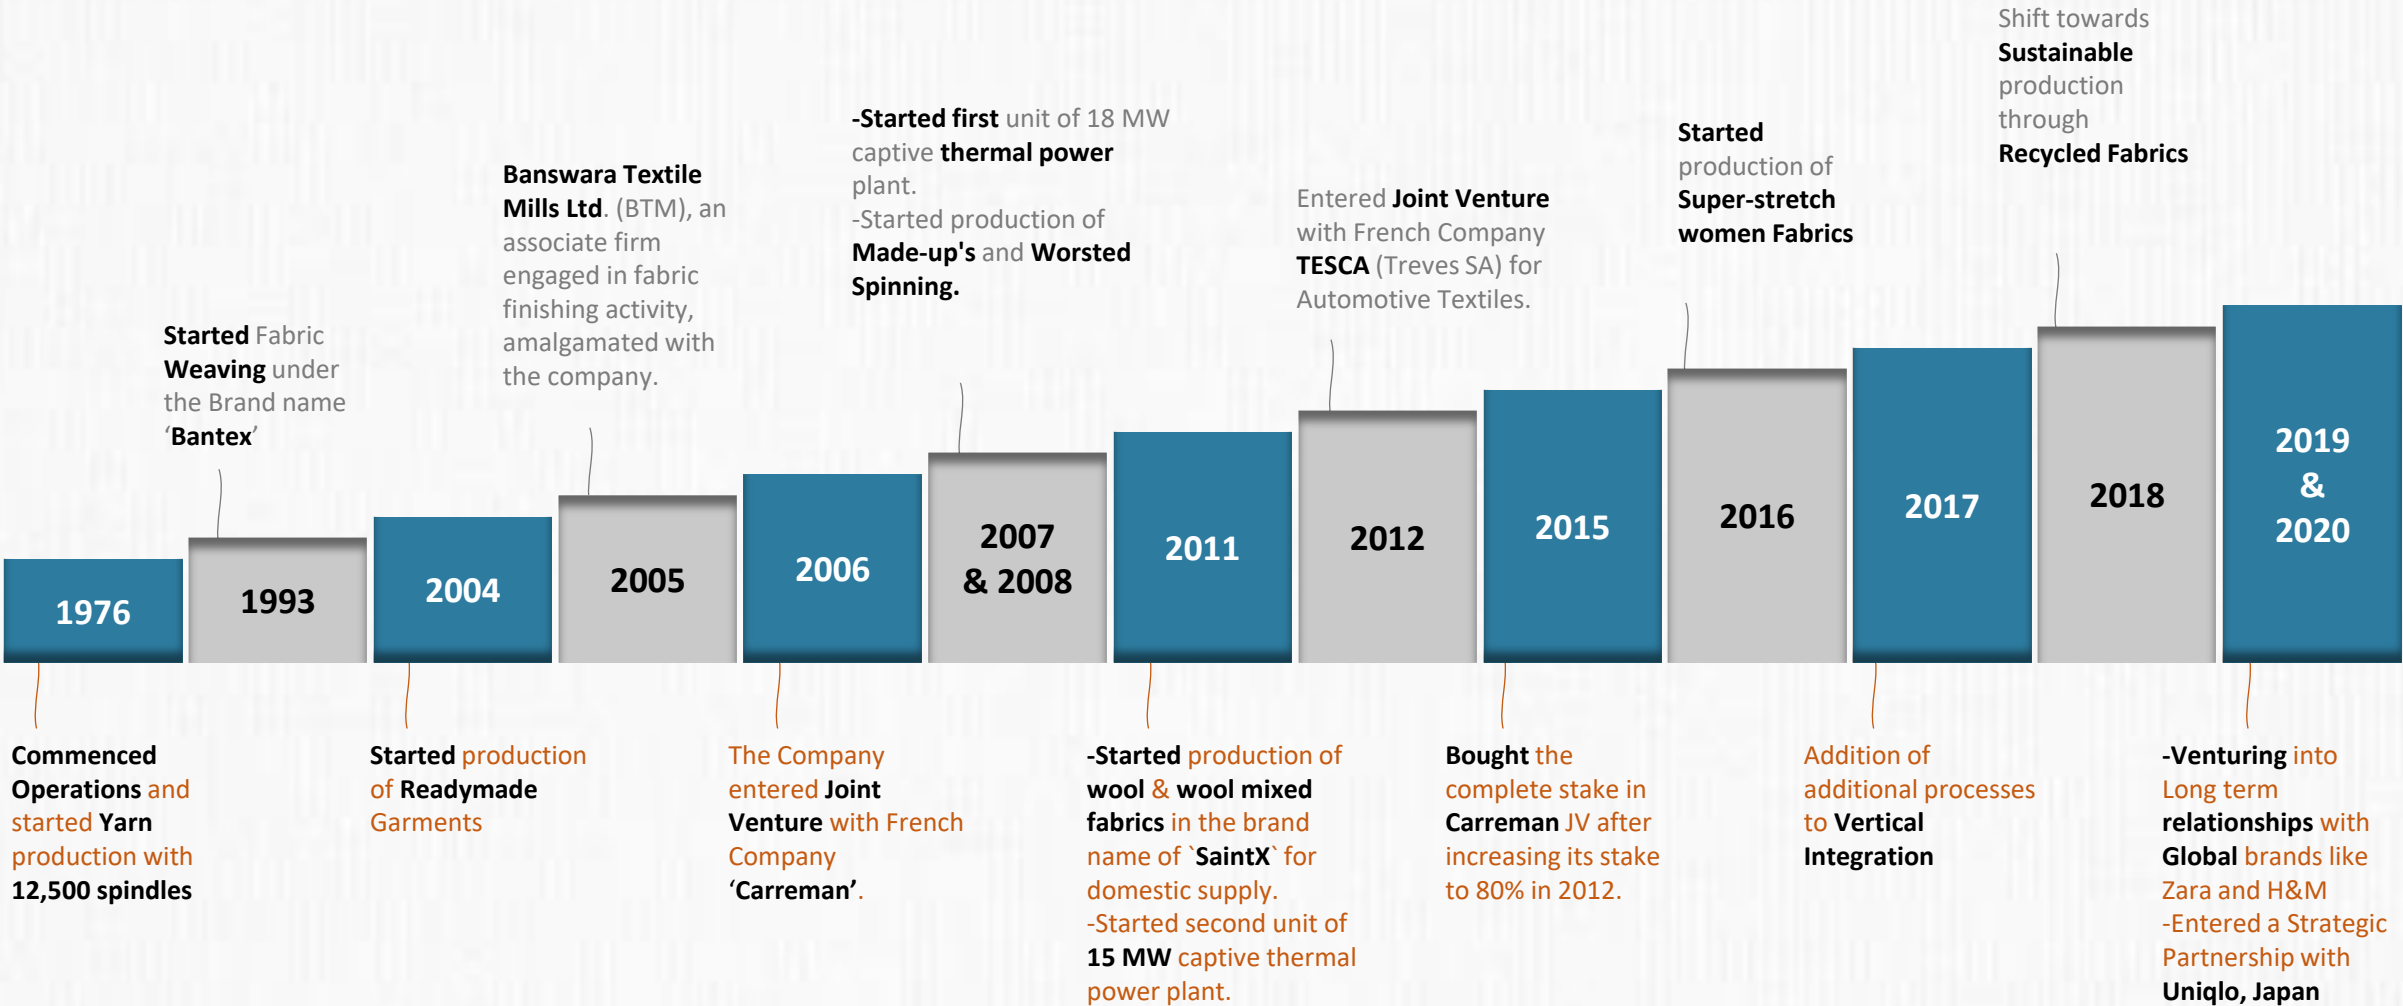 Shift towards
Sustainable
production
through
Recycled Fabrics
-Started first unit of 18 MW
captive thermal power
plant.
-Started production of
Made-up's and Worsted
Spinning.
Started
production of
Super-stretch
women Fabrics
Banswara Textile
Mills Ltd. (BTM), an
associate firm
engaged in fabric
finishing activity,
amalgamated with
the company.
Entered Joint Venture
with French Company
TESCA (Treves SA) for
Automotive Textiles.
Started Fabric
Weaving under
the Brand name
‘Bantex’
1976
1993
2004
2005
2006
2007
& 2008
2011
2012
2015
2016
2017
2018
2019
&
2020
Commenced
Operations and
started Yarn
production with
12,500 spindles
Started production
of Readymade
Garments
The Company
entered Joint
Venture with French
Company
‘Carreman’.
-Started production of
wool & wool mixed
fabrics in the brand
name of `SaintX` for
domestic supply.
-Started second unit of
15 MW captive thermal
power plant.
Bought the
complete stake in
Carreman JV after
increasing its stake
to 80% in 2012.
Addition of
additional processes
to Vertical
Integration
-Venturing into
Long term
relationships with
Global brands like
Zara and H&M
-Entered a Strategic
Partnership with
Uniqlo, Japan